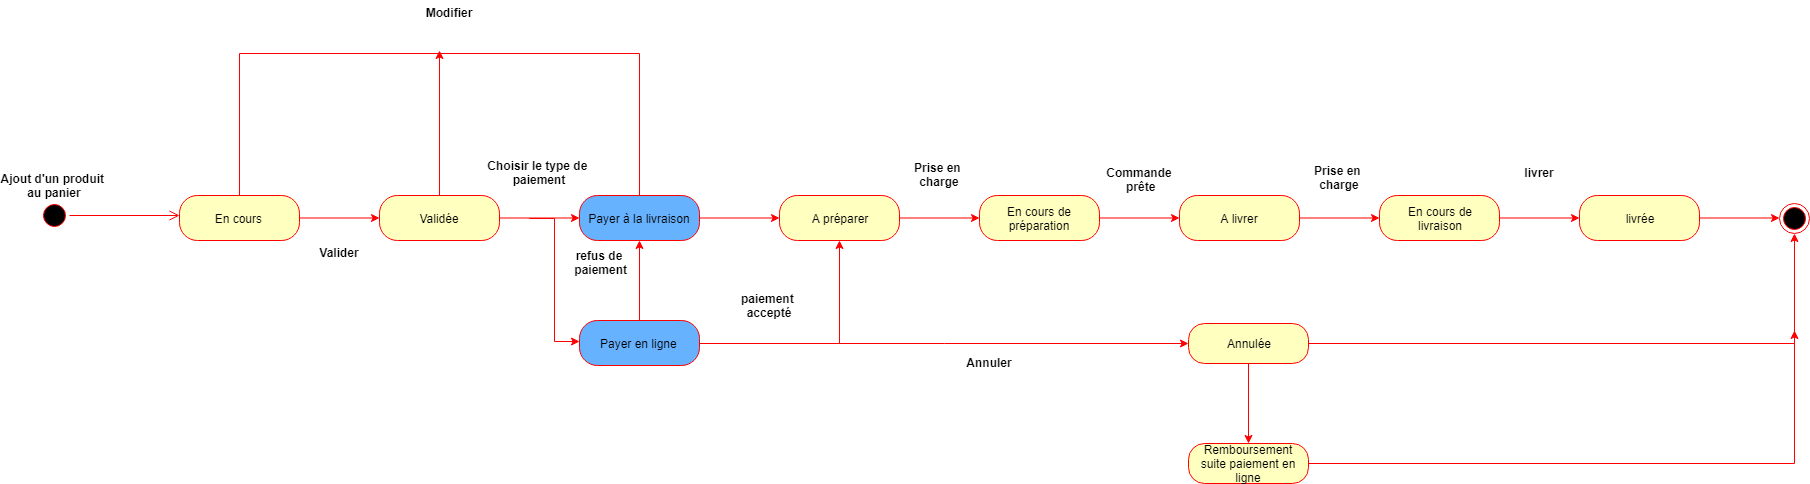 Modifier
Choisir le type de
paiement
Ajout d'un produit
au panier
Prise en
charge
Commande
prête
Prise en
charge
livrer
En cours
Validée
Payer à la livraison
A préparer
En cours de
préparation
A livrer
En cours de
livraison
livrée
Valider
refus de
paiement
paiement
accepté
Payer en ligne
Annulée
Annuler
Remboursement
suite paiement en
ligne